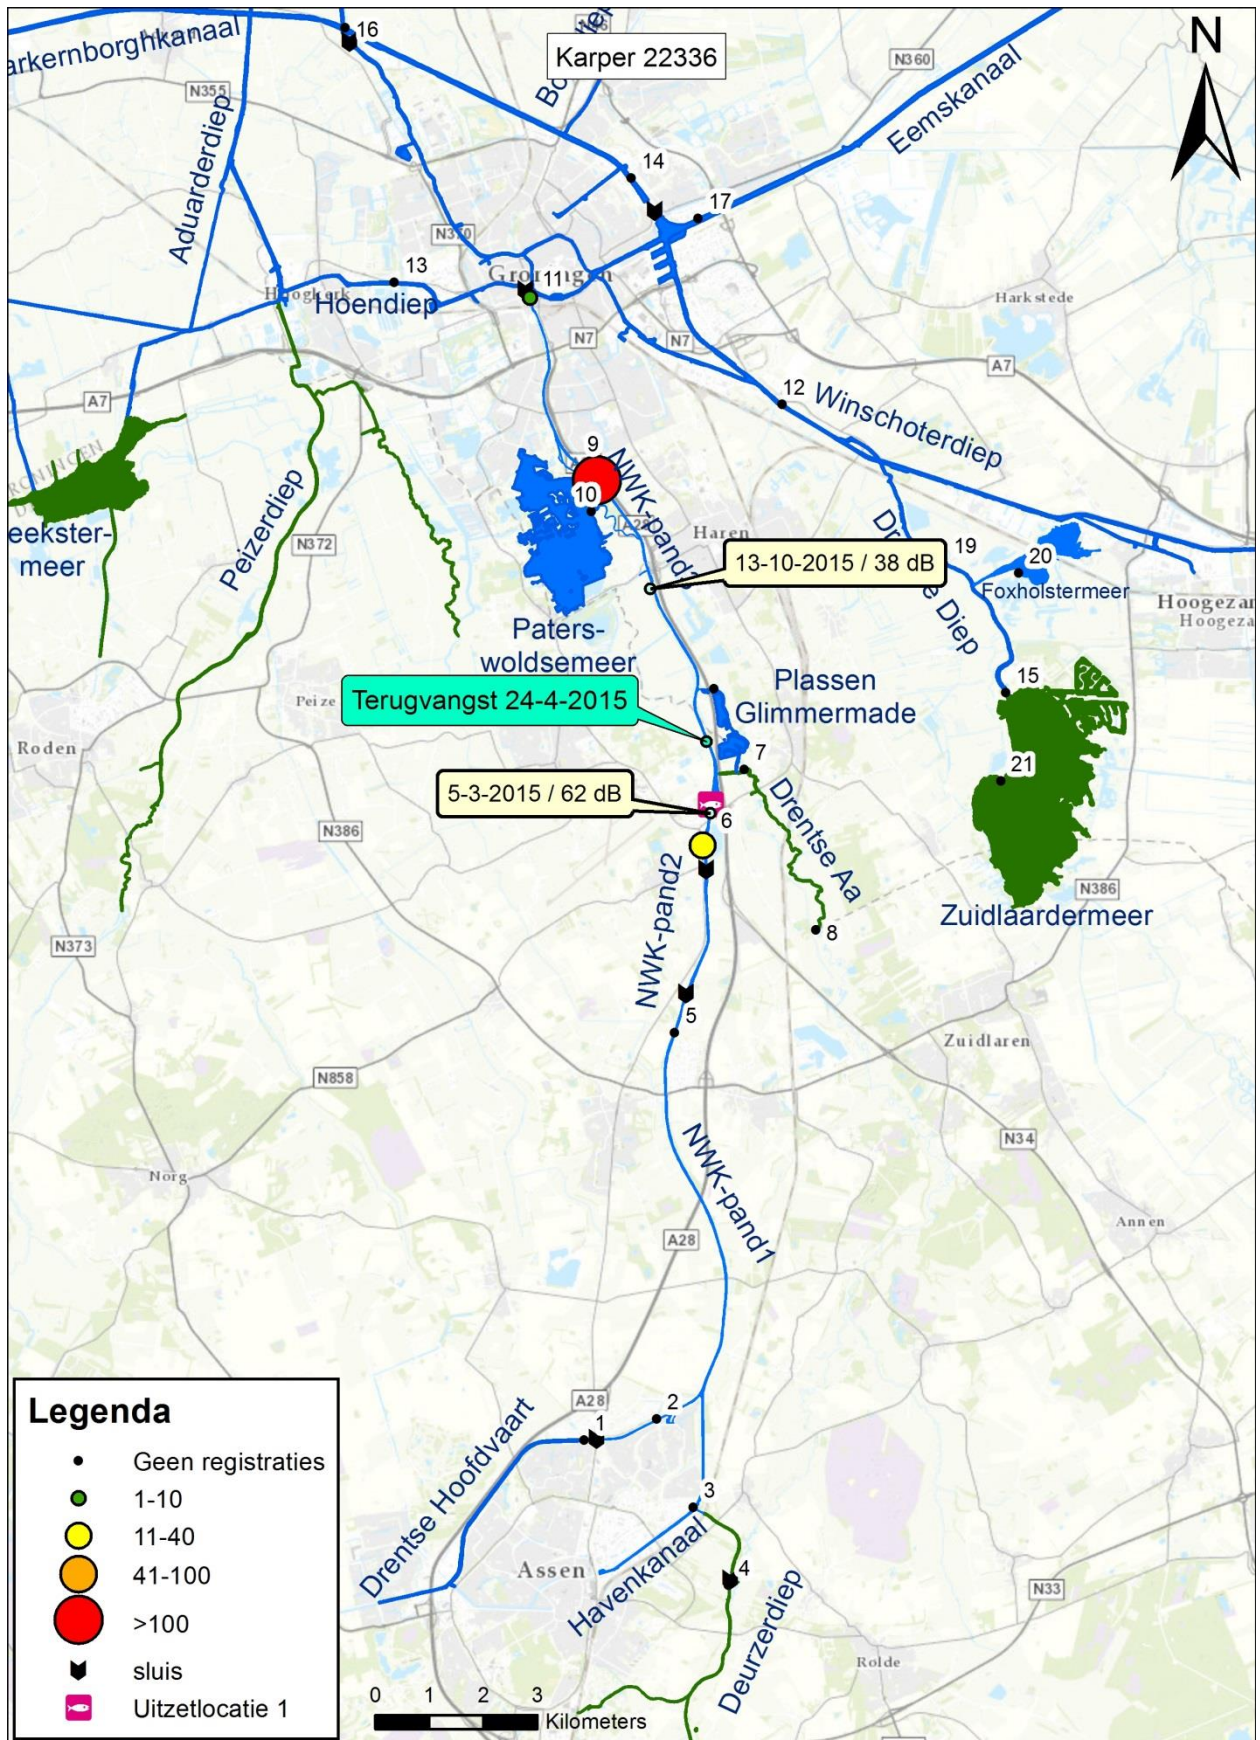 16
arkernborghkanaal
N355
Karper 22336
N
N360
Eemskanaal
Aduarderdiep
14
17
N370
13
Groningen
11
Hoogkerk
Hoendiep
Harkstede
N7
N7
A7
A7
12
Winschoterdiep
9
NWK-pand3
10
A28
Haren
eekster-
meer
Peizerdiep
N372
13-10-2015 / 38 dB
19
20
Foxholstermeer
Hoogezan
Hoogeza
Paters-
woldsemeer
15
Terugvangst 24-4-2015
Plassen
Glimmermade
Peize
Roden
7
21
5-3-2015 / 62 dB
6
Drentse Aa
N386
NWK-pand2
N386
Zuidlaardermeer
8
N373
5
Zuidlaren
N858
NWK-pand1
N34
Norg
Annen
A28
Legenda
Geen registraties
1-10
11-40
41-100
>100
sluis
Uitzetlocatie 1
A28
2
1
Drentse Hoofdvaart
3
Assen
Havenkanaal
4
N33
Deurzerdiep
Rolde
0 1 2 3
Kilometers